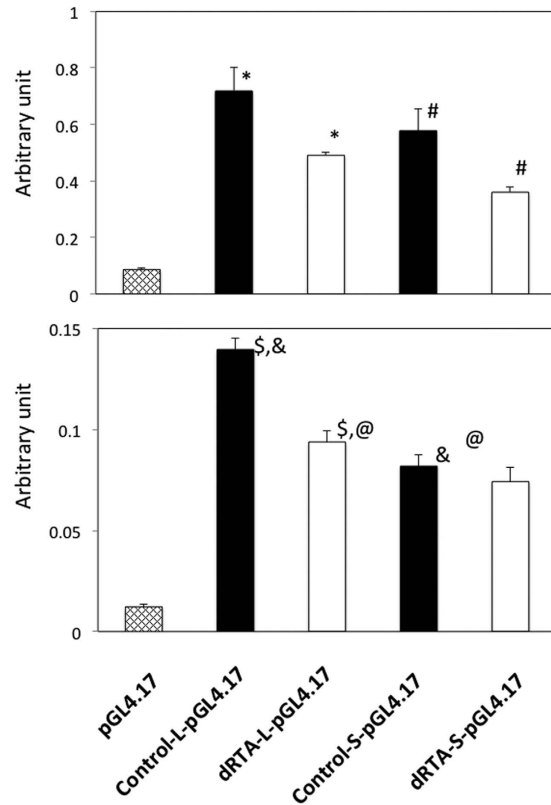 Arbitrary unit
1
0.8
0.6
0.4
0.2
0
*
*
#
#
Arbitrary unit
0.15
0.1
0.05
0
$,&
$,@
&
@
pGL4.17
Control-L-pGL4.17
dRTA-L-pGL4.17
Control-S-pGL4.17
dRTA-S-pGL4.17